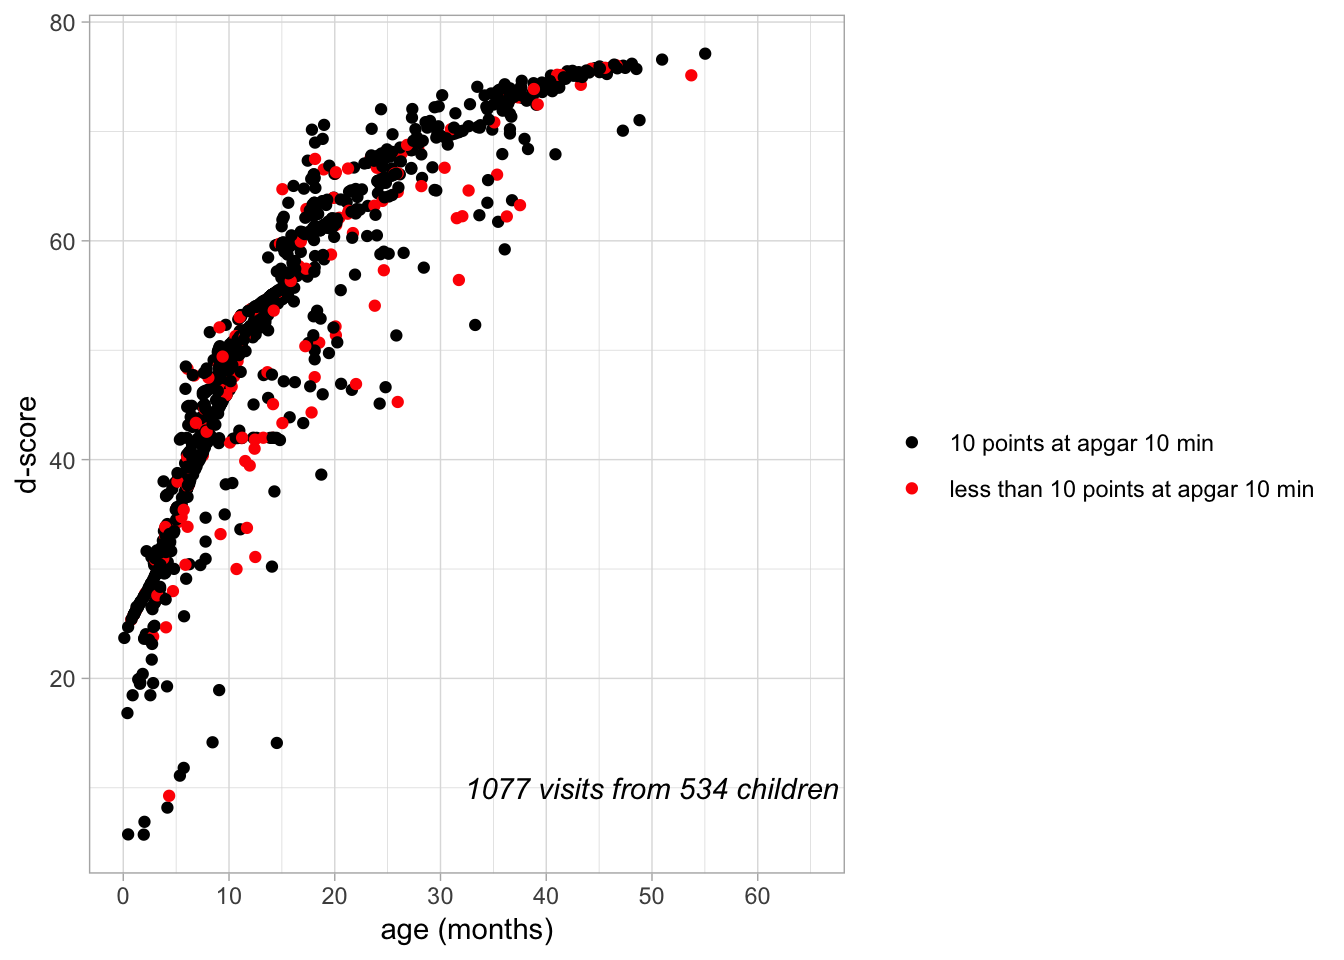 80
60
40
20
d-score
10 points at apgar 10 min
less than 10 points at apgar 10 min
1077 visits from 534 children
0 10 20 30 40 50 60
age (months)